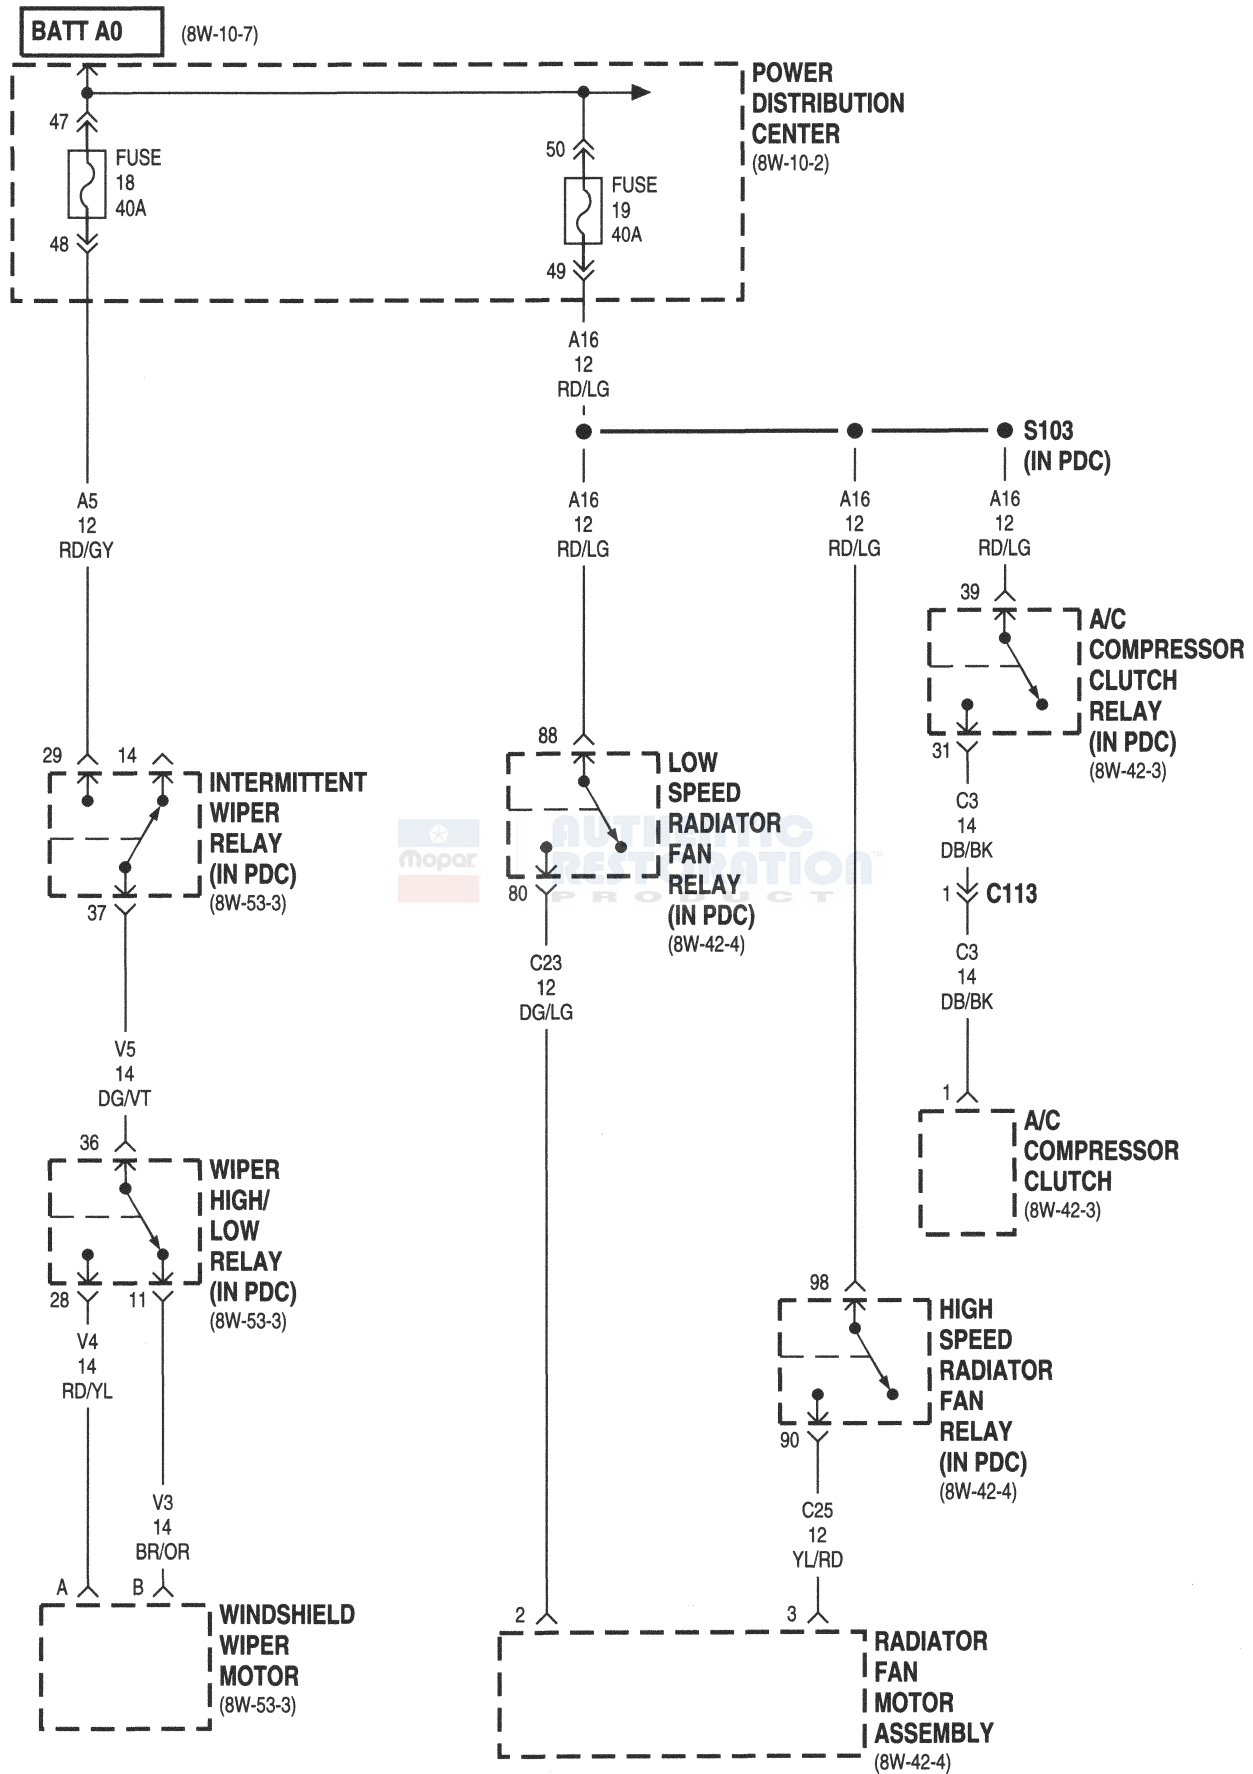 BATT A0
(8W-10-7)
POWER
DISTRIBUTION
CENTER
(8W-10-2)
47
FUSE
18
40A
48
50
FUSE
19
40A
49
A16
12
RD/LG
S103
(IN PDC)
A5
12
RD/GY
A16
12
RD/LG
A16
12
RD/LG
A16
12
RD/LG
39
A/C
COMPRESSOR
CLUTCH
RELAY
(IN PDC)
(8W-42-3)
31
29
14
INTERMITTENT
WIPER
RELAY
(IN PDC)
(8W-53-3)
37
88
LOW
SPEED
RADIATOR
FAN
RELAY
(IN PDC)
(8W-42-4)
80
Mopar
AUTHENTIC
RESTORATION™
PRODUCT
C3
14
DB/BK
1
C113
C3
14
DB/BK
C23
12
DG/LG
V5
14
DG/VT
1
A/C
COMPRESSOR
CLUTCH
(8W-42-3)
36
WIPER
HIGH/
LOW
RELAY
(IN PDC)
(8W-53-3)
28
11
V4
14
RD/YL
98
HIGH
SPEED
RADIATOR
FAN
RELAY
(IN PDC)
(8W-42-4)
90
V3
14
BR/OR
C25
12
YL/RD
A
B
WINDSHIELD
WIPER
MOTOR
(8W-53-3)
2
3
RADIATOR
FAN
MOTOR
ASSEMBLY
(8W-42-4)